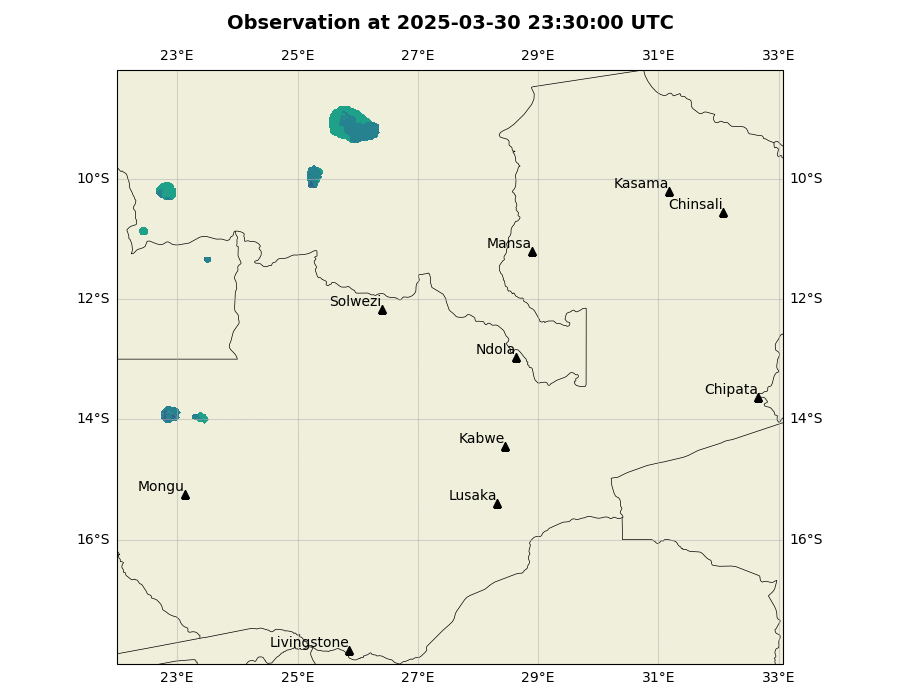 Observation at 2025-03-30 23:30:00 UTC
23°E 25°E 27°E 29°E 31°E 33°E
10°S 10°S
Kasama
Chinsali
Mansa
12°S 12°S
Solwezi
Ndola
Chipata
14°S 14°S
Kabwe
Mongu
Lusaka
16°S 16°S
Livingstone
23°E 25°E 27°E 29°E 31°E 33°E